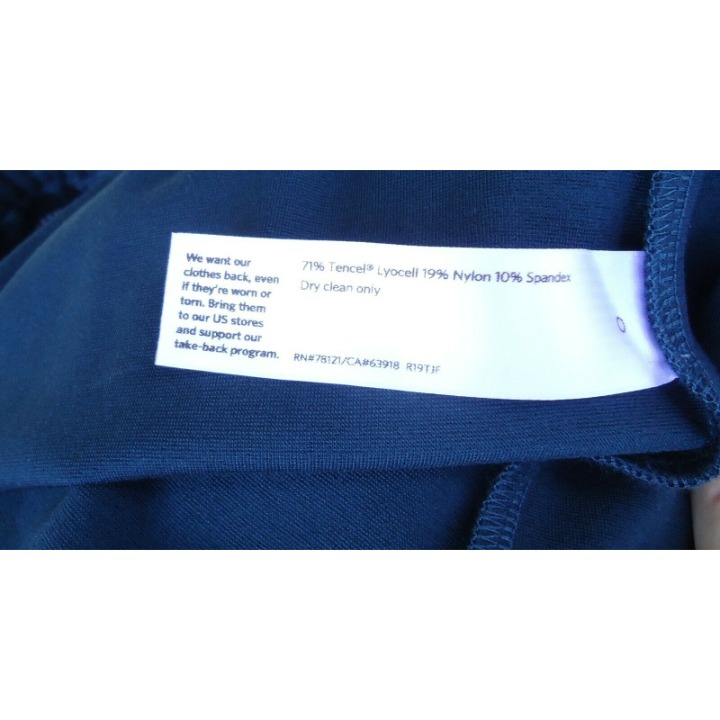 We want our
clothes back, even
if they're worn or
torn. Bring them
to our US stores
and support our
take-back program.
71% Tencel® Lyocell 19% Nylon 10% Spandex
Dry clean only
RN#78121/CA#63918